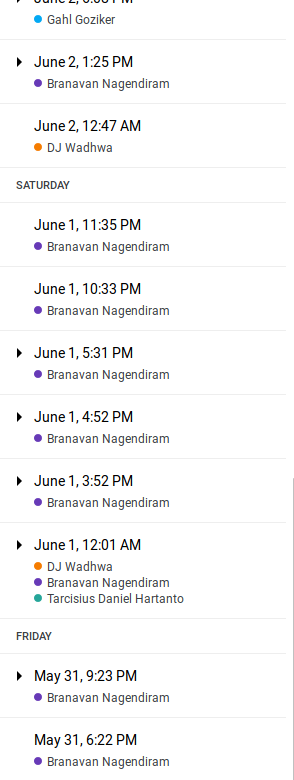 Gahl Goziker
June 2, 1:25 PM
Branavan Nagendiram
June 2, 12:47 AM
DJ Wadhwa
SATURDAY
June 1, 11:35 PM
Branavan Nagendiram
June 1, 10:33 PM
Branavan Nagendiram
June 1, 5:31 PM
Branavan Nagendiram
June 1, 4:52 PM
Branavan Nagendiram
June 1, 3:52 PM
Branavan Nagendiram
June 1, 12:01 AM
DJ Wadhwa
Branavan Nagendiram
Tarcisius Daniel Hartanto
FRIDAY
May 31, 9:23 PM
Branavan Nagendiram
May 31, 6:22 PM
Branavan Nagendiram